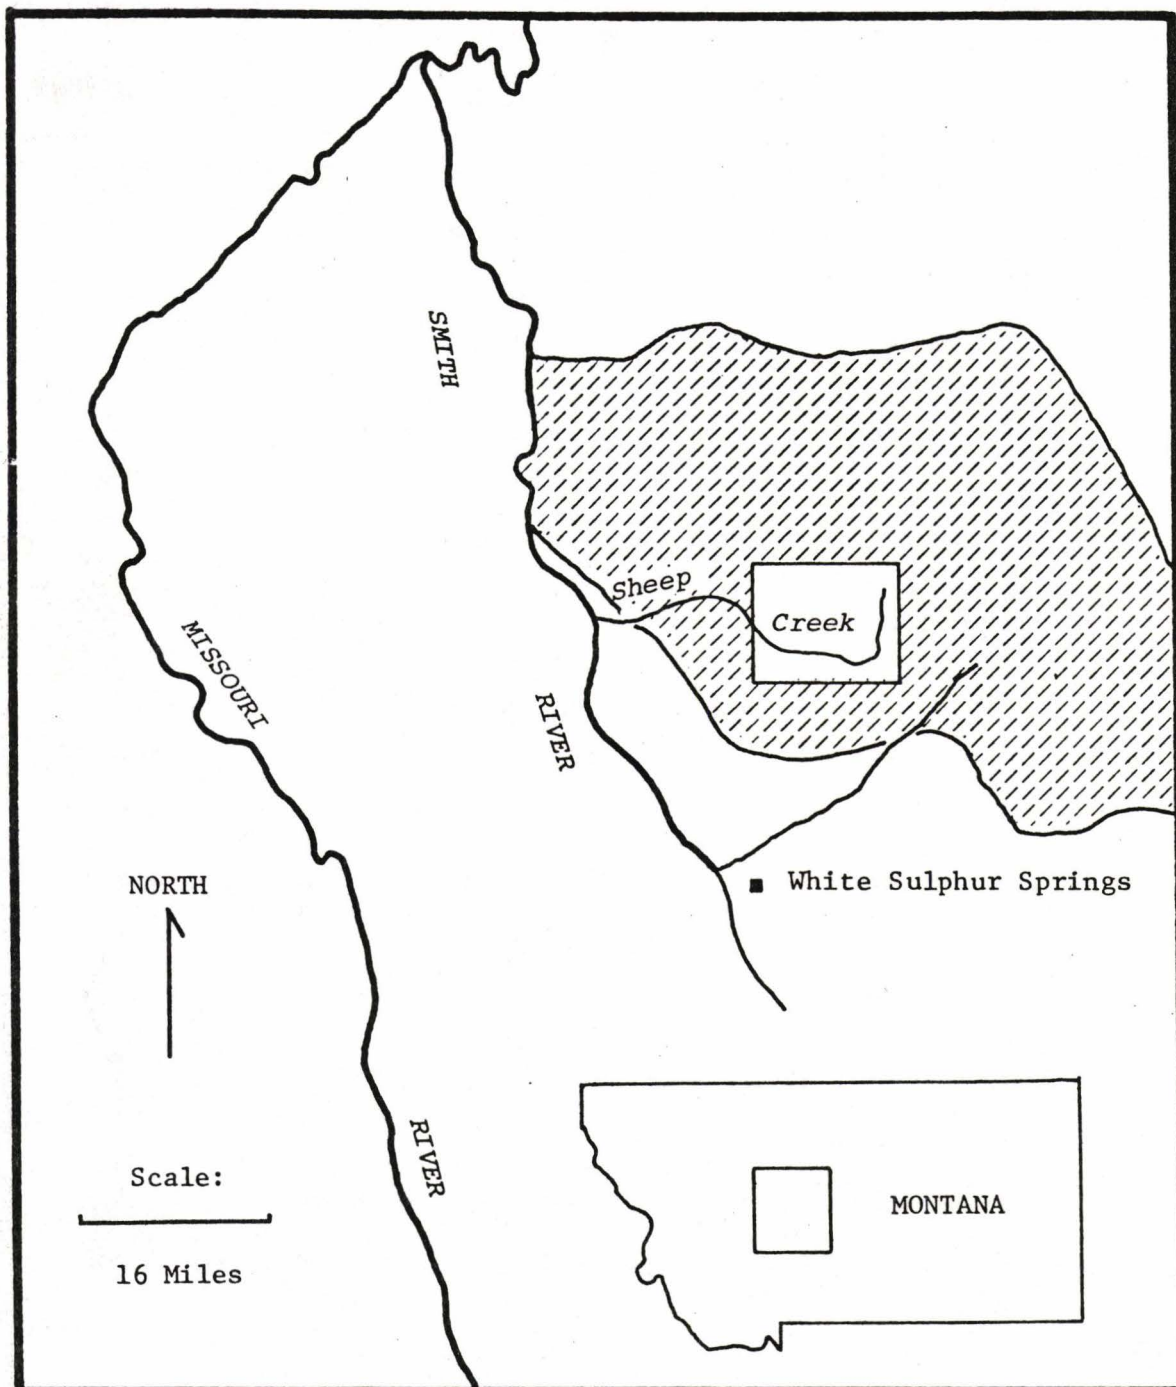 SMITH
RIVER
Sheep
Creek
MISSOURI
RIVER
White Sulphur Springs
NORTH
Scale:
16 Miles
MONTANA